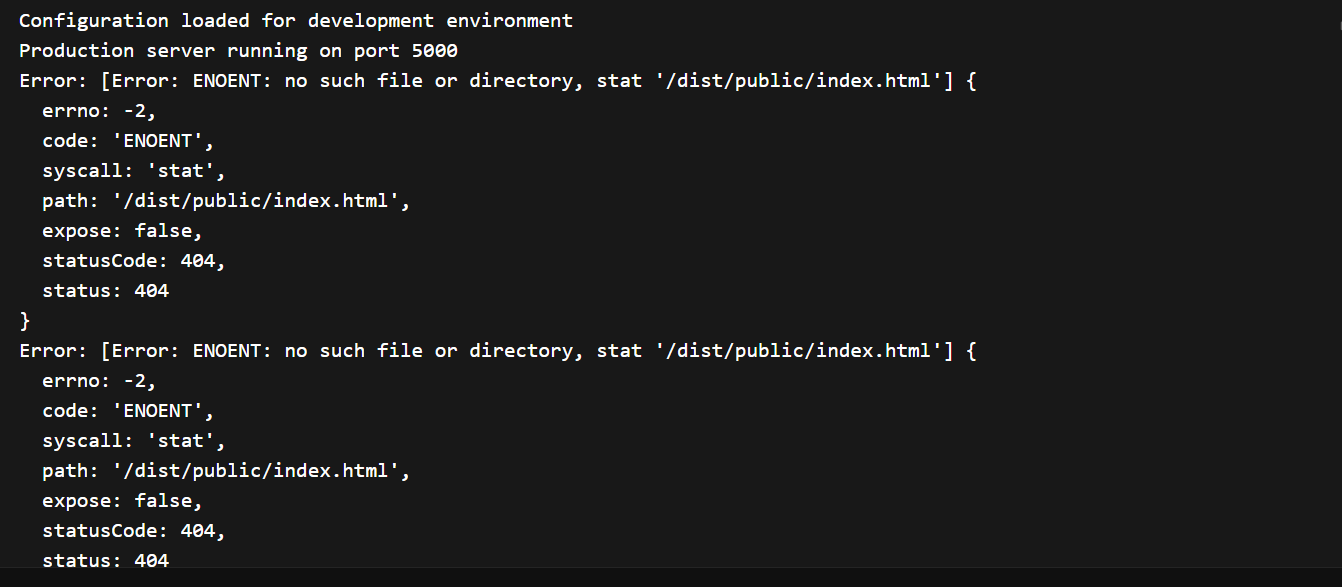 Configuration loaded for development environment
Production server running on port 5000
Error: [Error: ENOENT: no such file or directory, stat '/dist/public/index.html'] {
  errno: -2,
  code: 'ENOENT',
  syscall: 'stat',
  path: '/dist/public/index.html',
  expose: false,
  statusCode: 404,
  status: 404
}
Error: [Error: ENOENT: no such file or directory, stat '/dist/public/index.html'] {
  errno: -2,
  code: 'ENOENT',
  syscall: 'stat',
  path: '/dist/public/index.html',
  expose: false,
  statusCode: 404,
  status: 404